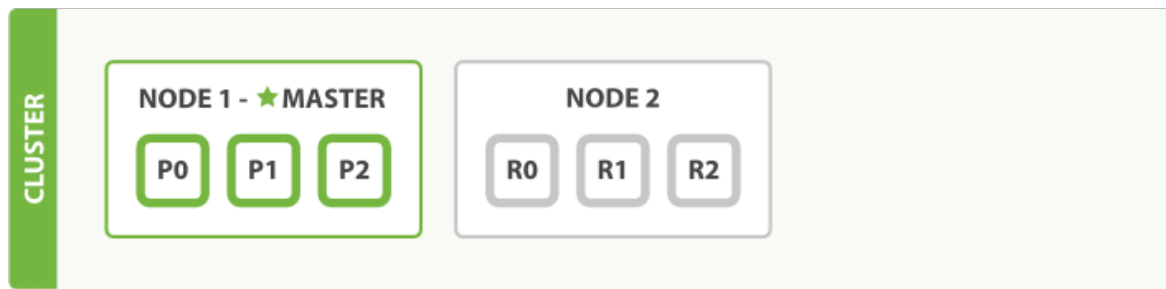 CLUSTER
NODE 1 - ★ MASTER
P0 P1 P2
NODE 2
R0 R1 R2